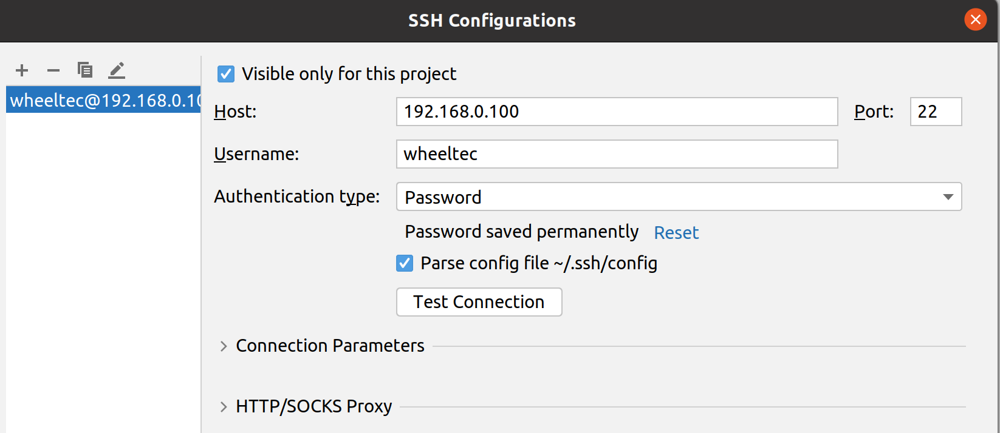 SSH Configurations
Visible only for this project
wheeltec@192.168.0.10
Host: 192.168.0.100 Port: 22
Username: wheeltec
Authentication type: Password
Password saved permanently Reset
Parse config file ~/.ssh/config
Test Connection
Connection Parameters
HTTP/SOCKS Proxy